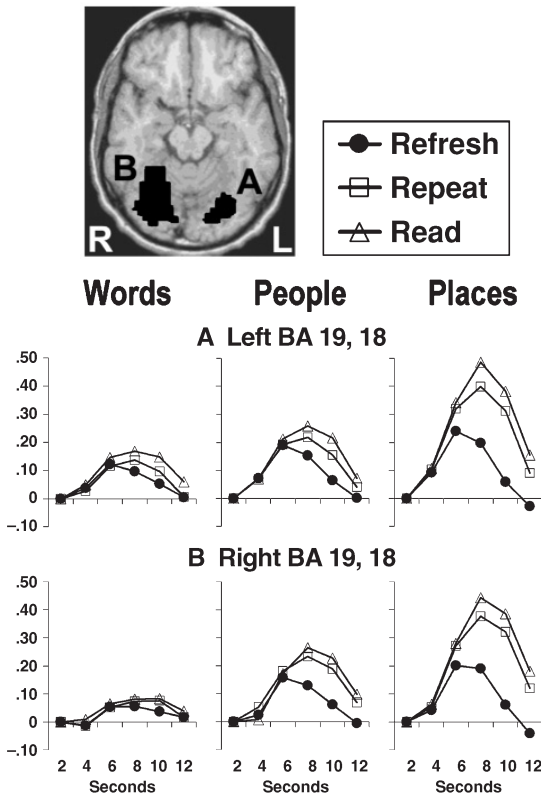 B
A
R
L
Refresh
Repeat
Read
Words People Places
A Left BA 19, 18
.50
.40
.30
.20
.10
0
–.10
B Right BA 19, 18
.50
.40
.30
.20
.10
0
–.10
2 4 6 8 10 12 2 4 6 8 10 12 2 4 6 8 10 12
Seconds Seconds Seconds